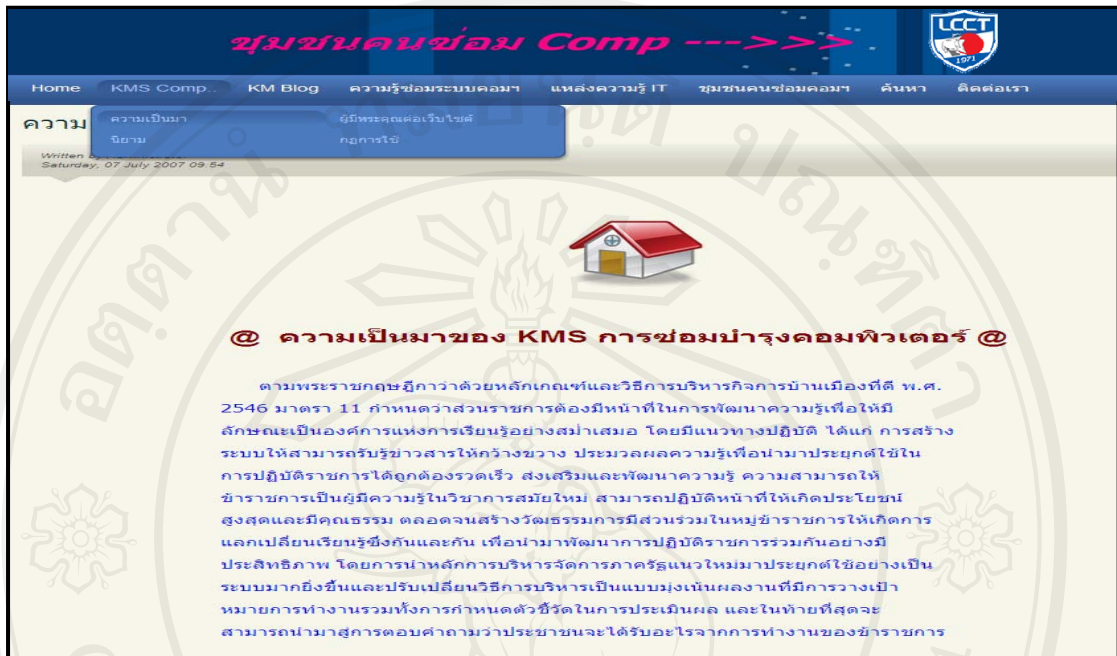 ชุมชนคนซ่อม Comp --->>>
LCCT
1971
Home KMS Comp.. KM Blog ความรู้ซ่อมระบบคอมฯ แหล่งความรู้ IT ชุมชนคนซ่อมคอมฯ ค้นหา ติดต่อเรา
ความเป็นมา ผู้มีพระคุณต่อเว็บไซต์
นิยาม กฎการใช้
ความ
Written
Saturday, 07 July 2007 09:54
@ ความเป็นมาของ KMS การซ่อมบำรุงคอมพิวเตอร์ @
ตามพระราชกฤษฎีกาว่าด้วยหลักเกณฑ์และวิธีการบริหารกิจการบ้านเมืองที่ดี พ.ศ.
2546 มาตรา 11 กำหนดว่าส่วนราชการต้องมีหน้าที่ในการพัฒนาความรู้เพื่อให้มี
ลักษณะเป็นองค์การแห่งการเรียนรู้อย่างสม่ำเสมอ โดยมีแนวทางปฏิบัติ ได้แก่ การสร้าง
ระบบให้สามารถรับรู้ข่าวสารให้กว้างขวาง ประมวลผลความรู้เพื่อนำมาประยุกต์ใช้ใน
การปฏิบัติราชการได้ถูกต้องรวดเร็ว ส่งเสริมและพัฒนาความรู้ ความสามารถให้
ข้าราชการเป็นผู้มีความรู้ในวิชาการสมัยใหม่ สามารถปฏิบัติหน้าที่ให้เกิดประโยชน์
สูงสุดและมีคุณธรรม ตลอดจนสร้างวัฒธรรมการมีส่วนร่วมในหมู่ข้าราชการให้เกิดการ
แลกเปลี่ยนเรียนรู้ซึ่งกันและกัน เพื่อนำมาพัฒนาการปฏิบัติราชการร่วมกันอย่างมี
ประสิทธิภาพ โดยการนำหลักการบริหารจัดการภาครัฐแนวใหม่มาประยุกต์ใช้อย่างเป็น
ระบบมากยิ่งขึ้นและปรับเปลี่ยนวิธีการบริหารเป็นแบบมุ่งเน้นผลงานที่มีการวางเป้า
หมายการทำงานรวมทั้งการกำหนดตัวชี้วัดในการประเมินผล และในท้ายที่สุดจะ
สามารถนำมาสู่การตอบคำถามว่าประชาชนจะได้รับอะไรจากการทำงานของข้าราชการ